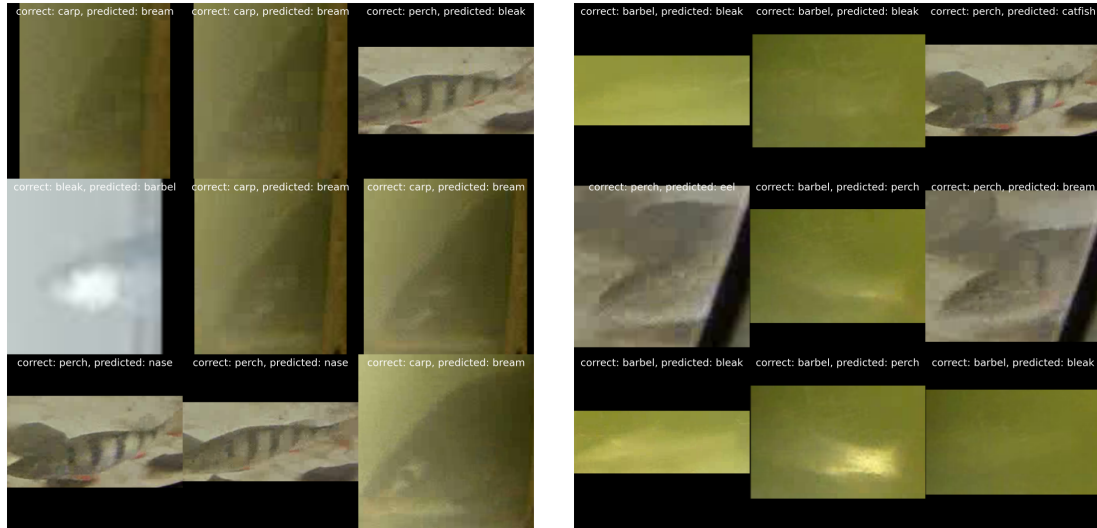 correct: carp, predicted: bream
correct: carp, predicted: bream
correct: perch, predicted: bleak
correct: bleak, predicted: barbel
correct: carp, predicted: bream
correct: carp, predicted: bream
correct: perch, predicted: nase
correct: perch, predicted: nase
correct: carp, predicted: bream
correct: barbel, predicted: bleak
correct: barbel, predicted: bleak
correct: perch, predicted: catfish
correct: perch, predicted: eel
correct: barbel, predicted: perch
correct: perch, predicted: bream
correct: barbel, predicted: bleak
correct: barbel, predicted: perch
correct: barbel, predicted: bleak